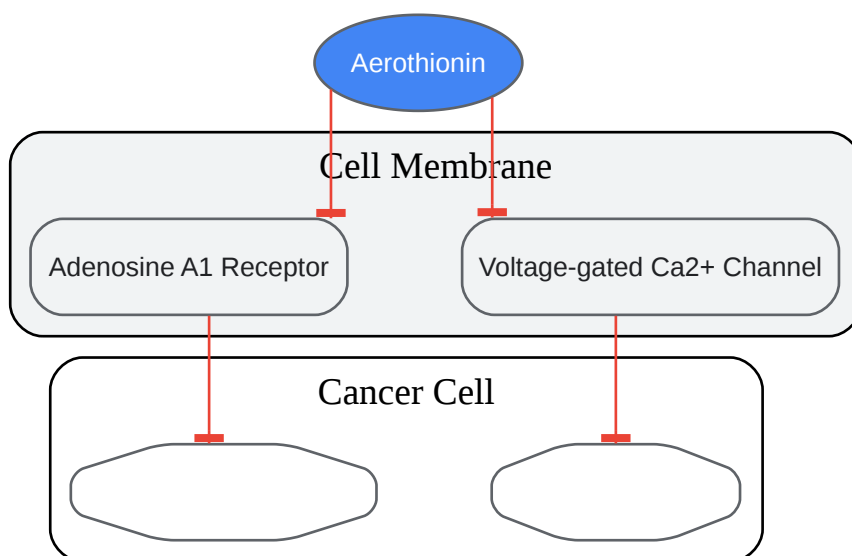 Aerothionin
Cell Membrane
Adenosine A1 Receptor
Voltage-gated Ca2+ Channel
Cancer Cell